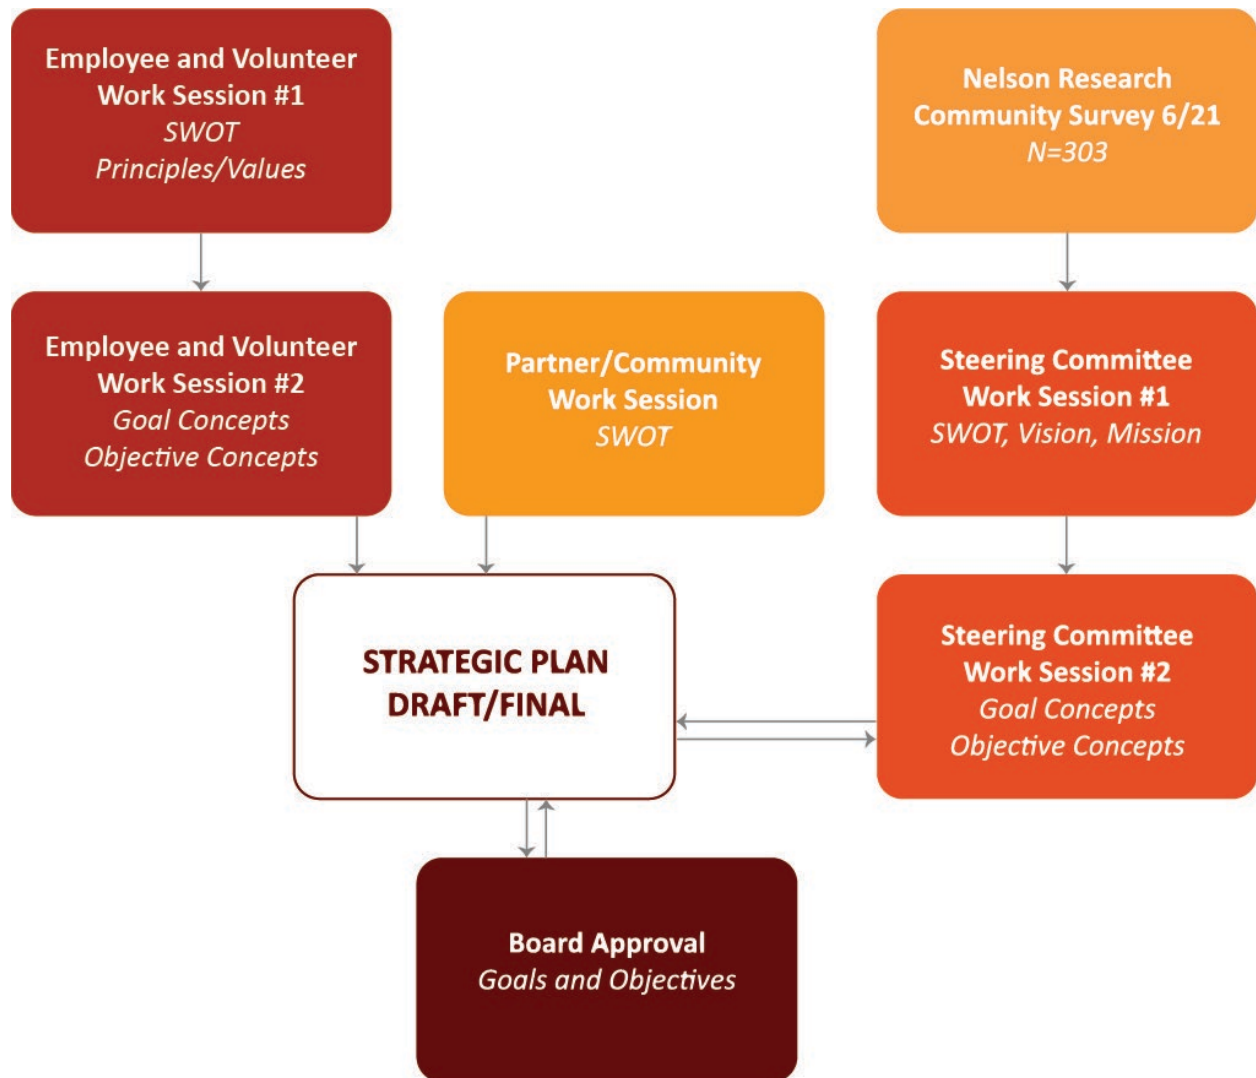 Employee and Volunteer
Work Session #1
SWOT
Principles/Values
Nelson Research
Community Survey 6/21
N=303
Employee and Volunteer
Work Session #2
Goal Concepts
Objective Concepts
Partner/Community
Work Session
SWOT
Steering Committee
Work Session #1
SWOT, Vision, Mission
STRATEGIC PLAN
DRAFT/FINAL
Steering Committee
Work Session #2
Goal Concepts
Objective Concepts
Board Approval
Goals and Objectives